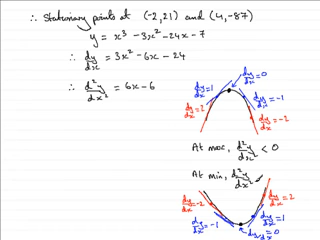 ∴ Stationary points at (-2,21) and (4,-87)
y = x³ - 3x² - 24x - 7
∴ dy/dx = 3x² - 6x - 24
∴ d²y/dx² = 6x - 6
dy/dx = 0
dy/dx = 1
dy/dx = -1
dy/dx = 2
dy/dx = -2
At max, d²y/dx² < 0
At min, d²y/dx²
dy/dx = -2
dy/dx = 2
dy/dx = -1
dy/dx = 1
dy/dx = 0